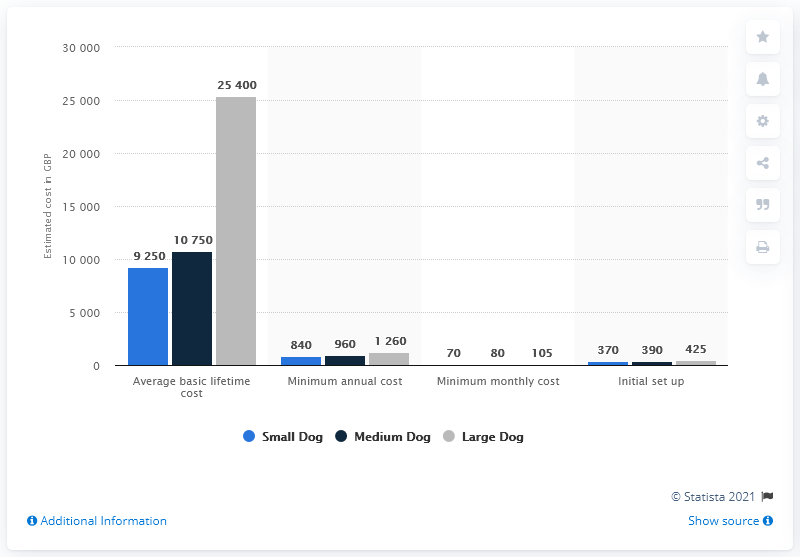 30 000
25 000
20 000
15 000
10 000
5 000
0
Estimated cost in GBP
9 250
10 750
25 400
840
960
1 260
70
80
105
370
390
425
Average basic lifetime
cost
Minimum annual cost
Minimum monthly cost
Initial set up
Small Dog Medium Dog Large Dog
© Statista 2021
Additional Information
Show source